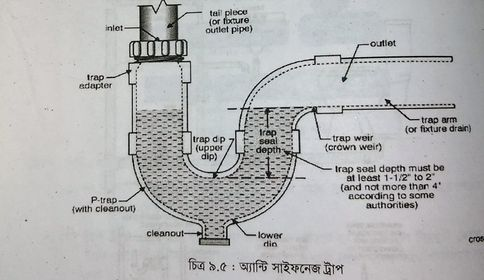 tail piece
(or fixture
outlet pipe)
inlet
outlet
trap
adapter
trap dip
(upper
dip)
trap
seal
depth
trap weir
(crown weir)
trap arm
(or fixture drain)
trap seal depth must be
at least 1-1/2" to 2"
(and not more than 4"
according to some
authorities)
P-trap
(with cleanout)
cleanout
lower
dip
চিত্র ৯.৫ : অ্যান্টি সাইফনেজ ট্রাপ